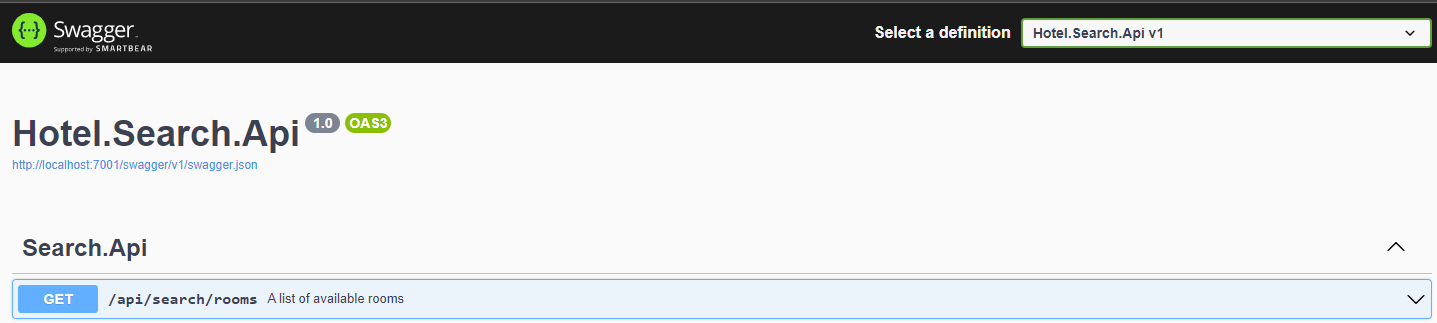 Swagger
Supported by SMARTBEAR
Select a definition
Hotel.Search.Api v1
Hotel.Search.Api 1.0 OAS3
http://localhost:7001/swagger/v1/swagger.json
Search.Api
GET /api/search/rooms A list of available rooms